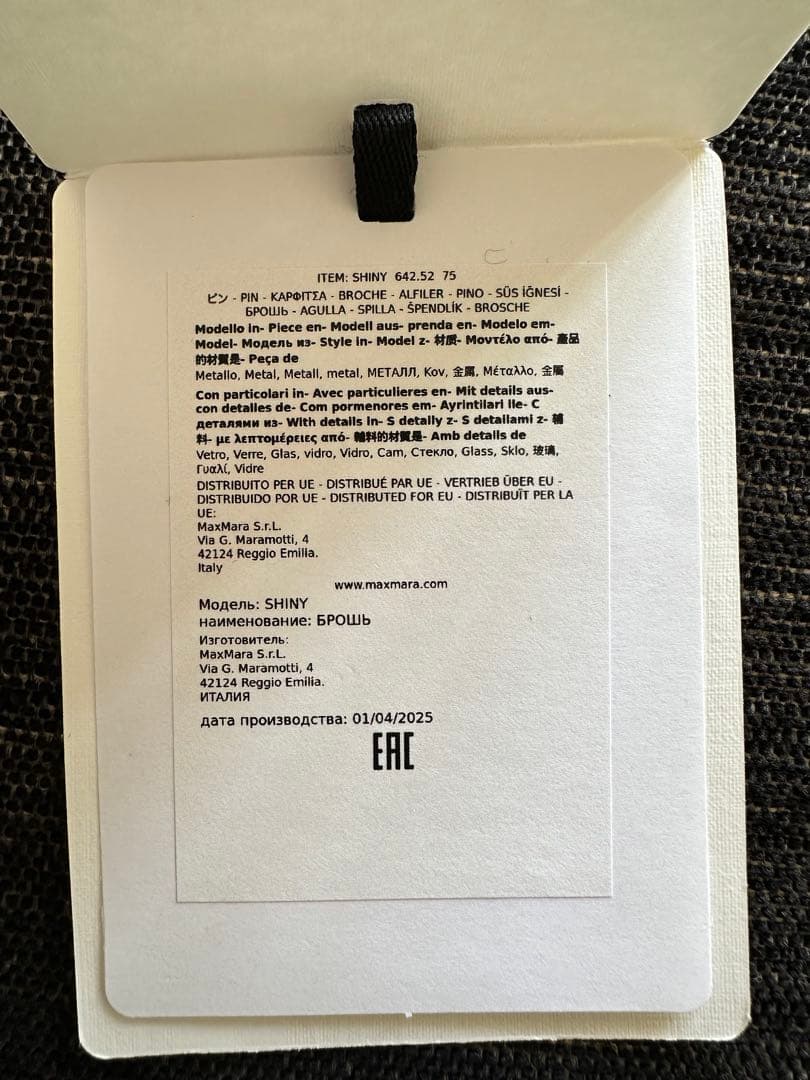 ITEM: SHINY 642.52 75
ピン - PIN - ΚΑΡΦΙΤΣΑ - BROCHE - ALFILER - PINO - SÜS İĞNESİ -
БРОШЬ - AGULLA - SPILLA - ŠPENDLÍK - BROSCHE
Modello in- Piece en- Modell aus- prenda en- Modelo em-
Model- Модель из- Style in- Model z- 材质- Μοντέλο από- 產品
的材質是- Peça de
Metallo, Metal, Metall, metal, МЕТАЛЛ, Kov, 金属, Μέταλλο, 金屬
Con particolari in- Avec particulieres en- Mit details aus-
con detalles de- Com pormenores em- Ayrintilari Ile- С
деталями из- With details in- S detaily z- S detailami z- 輔
料- με λεπτομέρειες από- 輔料的材質是- Amb details de
Vetro, Verre, Glas, vidro, Vidro, Cam, Стекло, Glass, Sklo, 玻璃,
Γυαλί, Vidre
DISTRIBUITO PER UE - DISTRIBUÉ PAR UE - VERTRIEB ÜBER EU -
DISTRIBUIDO POR UE - DISTRIBUTED FOR EU - DISTRIBUÏT PER LA
UE:
MaxMara S.r.L.
Via G. Maramotti, 4
42124 Reggio Emilia.
Italy
www.maxmara.com
Модель: SHINY
наименование: БРОШЬ
Изготовитель:
MaxMara S.r.L.
Via G. Maramotti, 4
42124 Reggio Emilia.
ИТАЛИЯ
дата производства: 01/04/2025
EAC